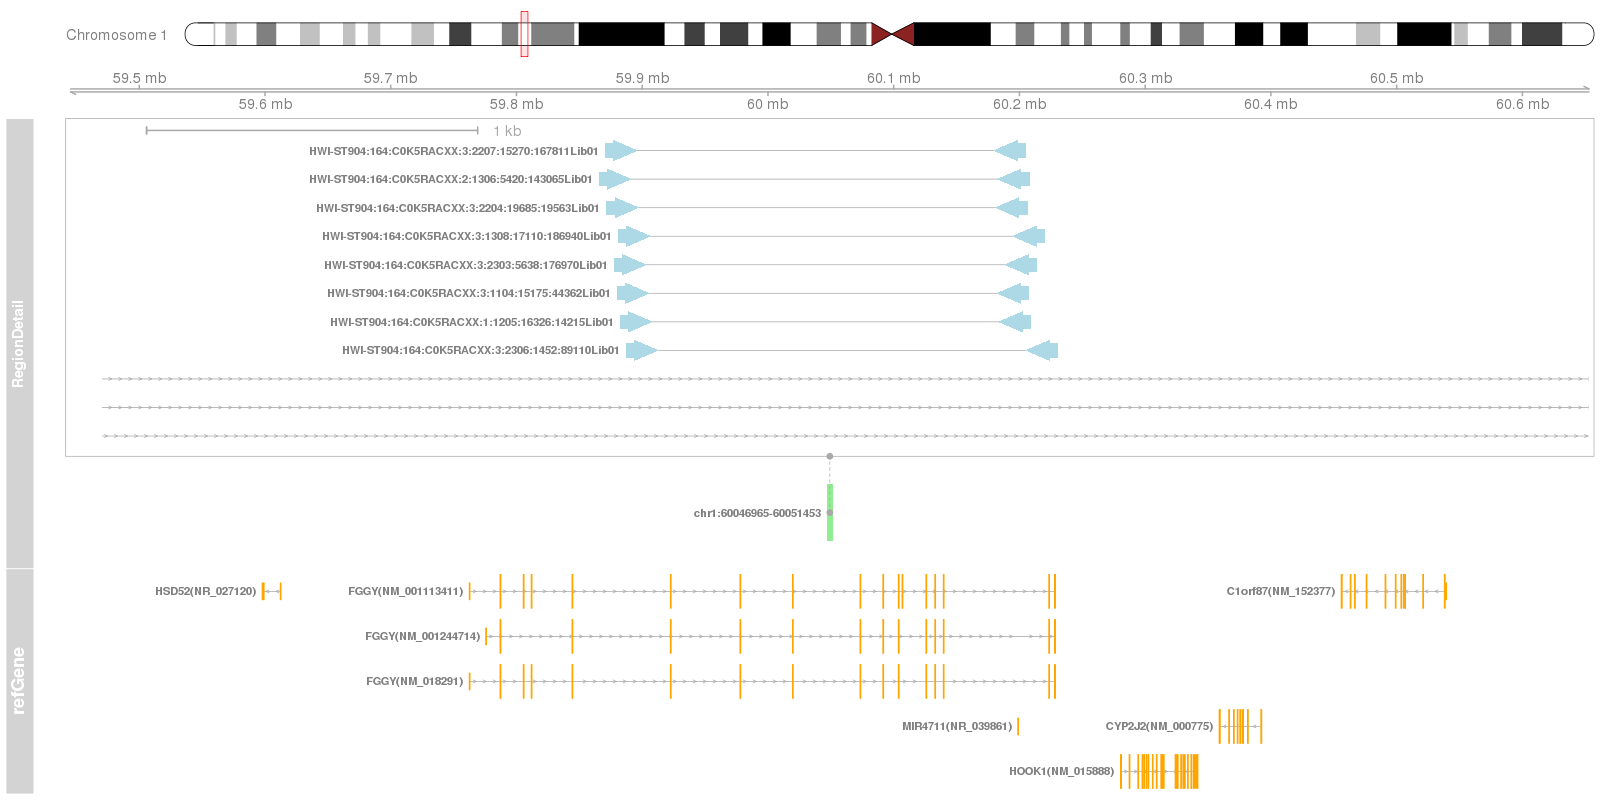 Chromosome 1
59.5 mb
59.7 mb
59.9 mb
60.1 mb
60.3 mb
60.5 mb
59.6 mb
59.8 mb
60 mb
60.2 mb
60.4 mb
60.6 mb
RegionDetail
1 kb
HWI-ST904:164:C0K5RACXX:3:2207:15270:167811Lib01
HWI-ST904:164:C0K5RACXX:2:1306:5420:143065Lib01
HWI-ST904:164:C0K5RACXX:3:2204:19685:19563Lib01
HWI-ST904:164:C0K5RACXX:3:1308:17110:186940Lib01
HWI-ST904:164:C0K5RACXX:3:2303:5638:176970Lib01
HWI-ST904:164:C0K5RACXX:3:1104:15175:44362Lib01
HWI-ST904:164:C0K5RACXX:1:1205:16326:14215Lib01
HWI-ST904:164:C0K5RACXX:3:2306:1452:89110Lib01
chr1:60046965-60051453
refGene
HSD52(NR_027120)
FGGY(NM_001113411)
C1orf87(NM_152377)
FGGY(NM_001244714)
FGGY(NM_018291)
MIR4711(NR_039861)
CYP2J2(NM_000775)
HOOK1(NM_015888)